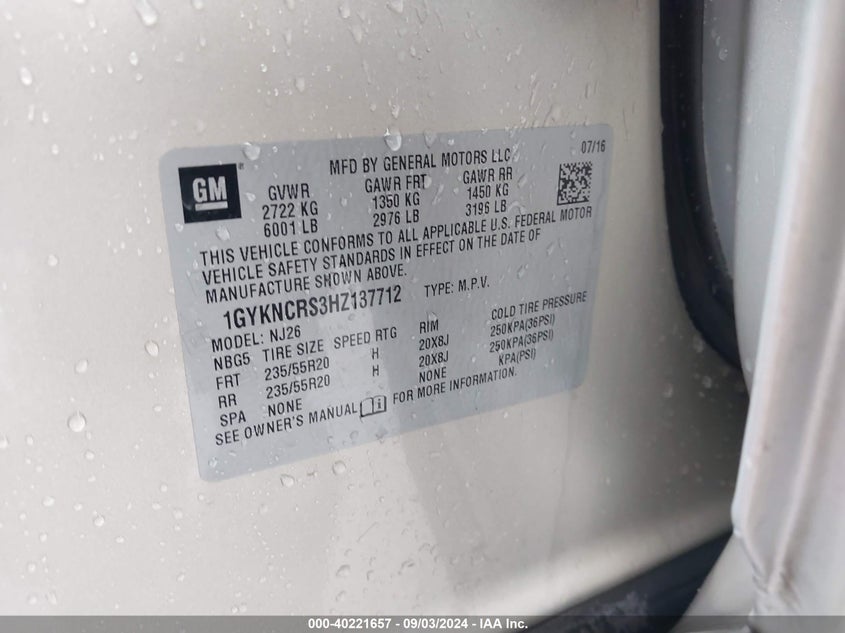 MFD BY GENERAL MOTORS LLC 07/16
GM
GVWR GAWR FRT GAWR RR
2722 KG 1350 KG 1450 KG
6001 LB 2976 LB 3196 LB
THIS VEHICLE CONFORMS TO ALL APPLICABLE U.S. FEDERAL MOTOR
VEHICLE SAFETY STANDARDS IN EFFECT ON THE DATE OF
MANUFACTURE SHOWN ABOVE.
1GYKNCRS3HZ137712 TYPE: M.P.V.
MODEL: NJ26
NBG5 TIRE SIZE SPEED RTG RIM COLD TIRE PRESSURE
FRT 235/55R20 H 20X8J 250KPA(36PSI)
RR 235/55R20 H 20X8J 250KPA(36PSI)
SPA NONE NONE KPA(PSI)
SEE OWNER'S MANUAL FOR MORE INFORMATION.
000-40221657 - 09/03/2024 - IAA Inc.